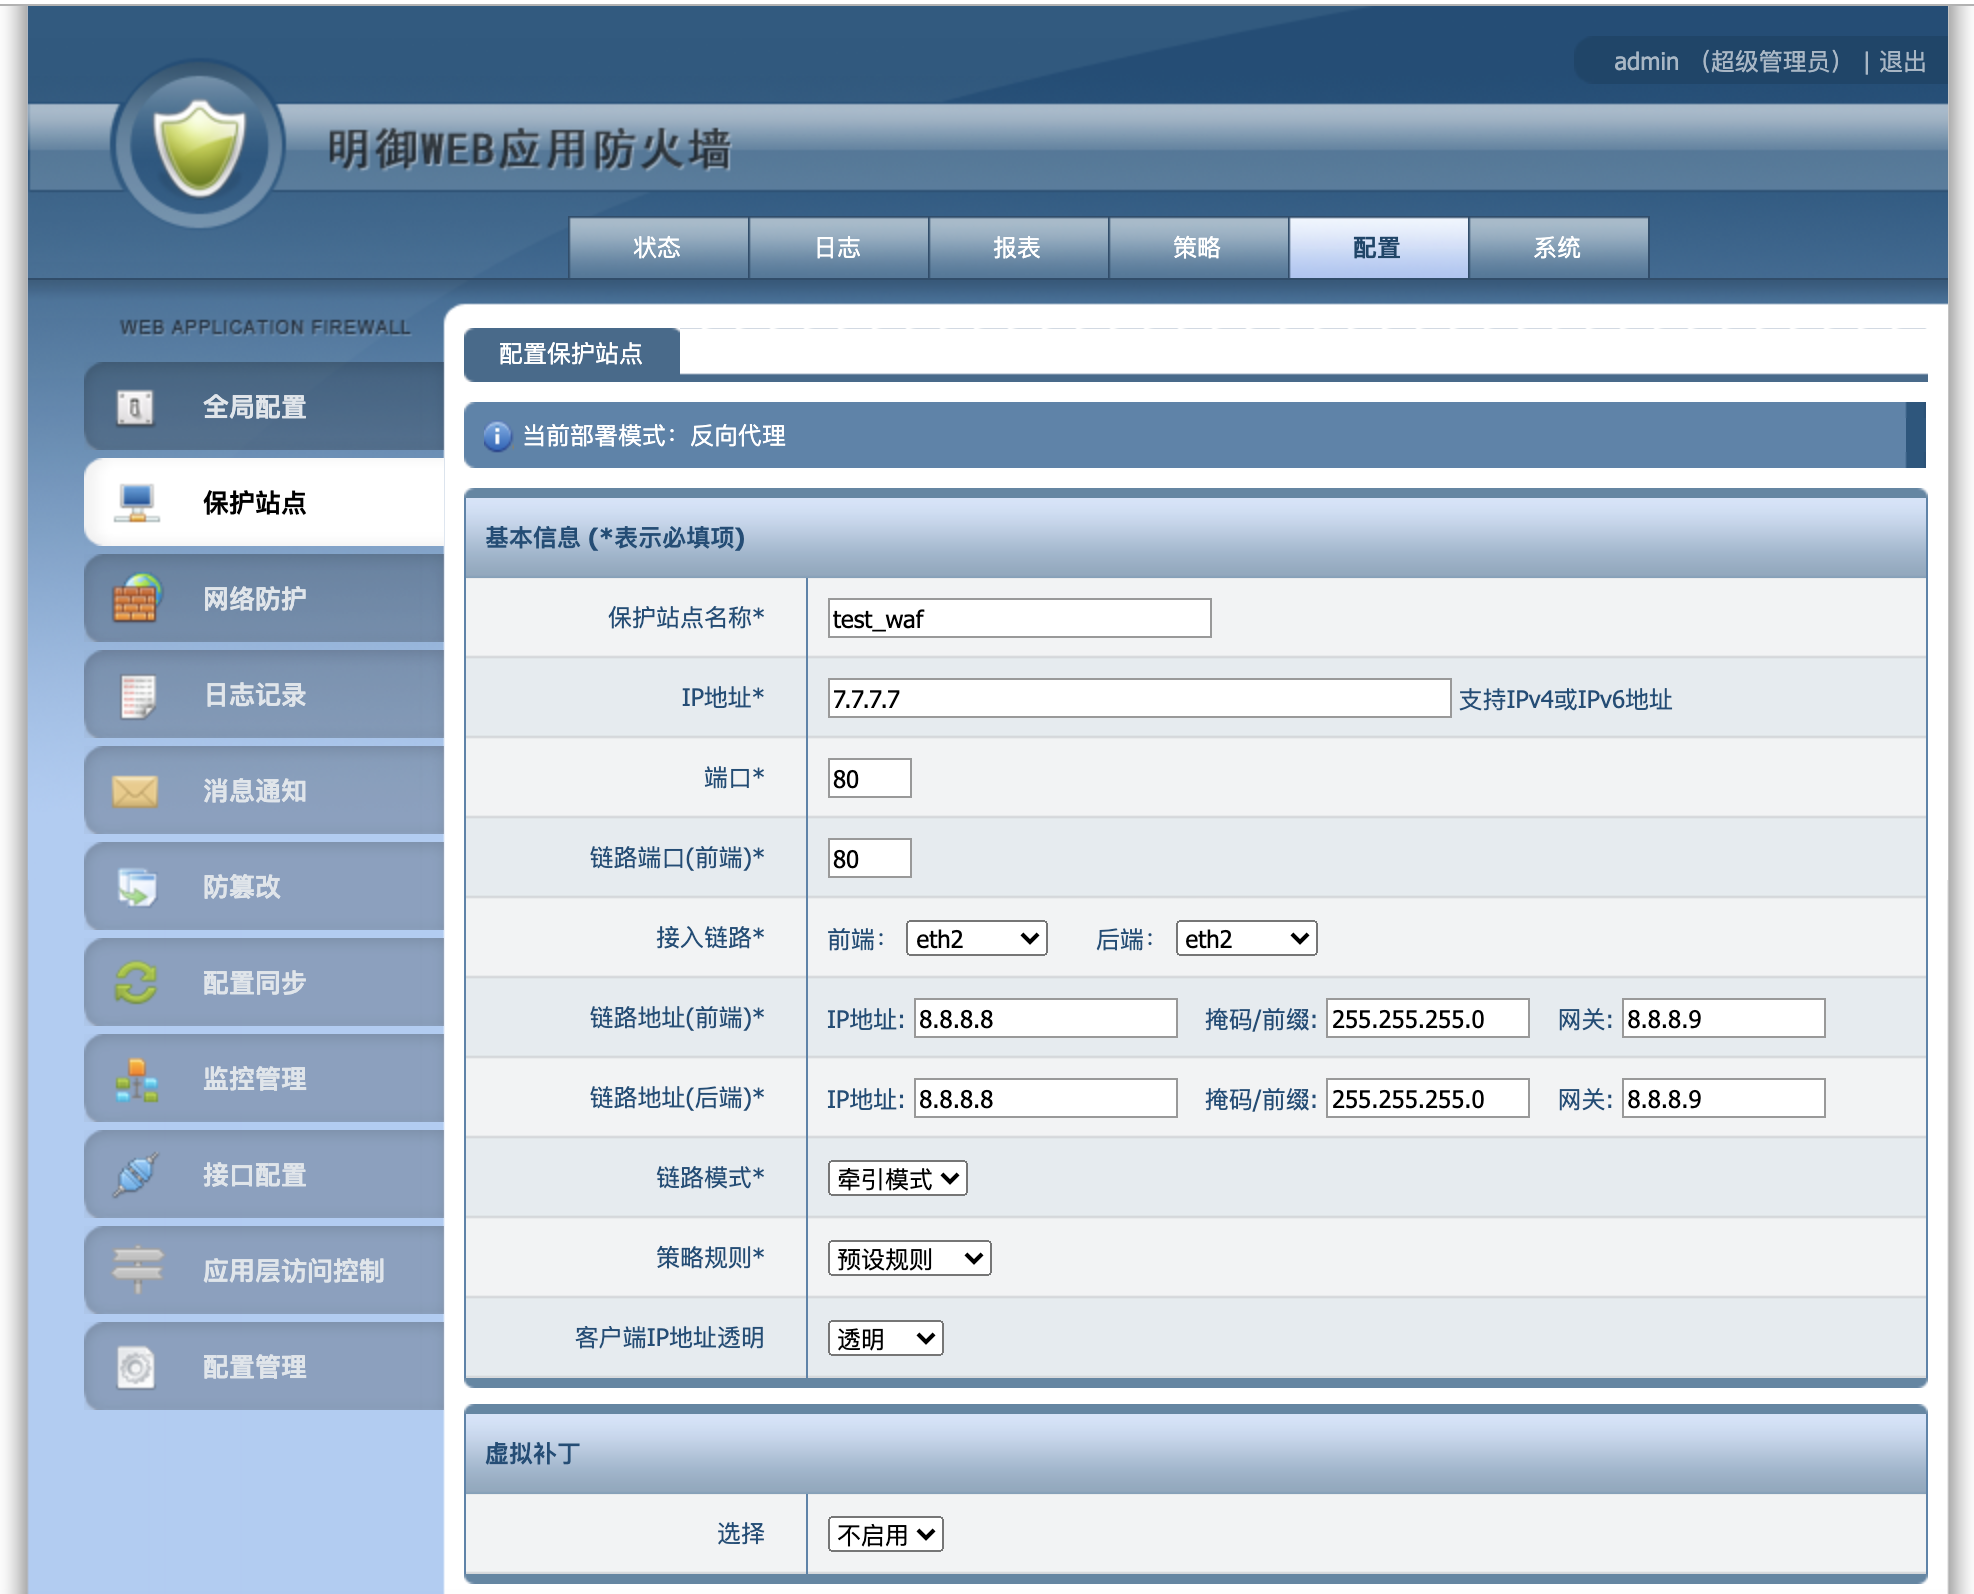 admin （超级管理员） | 退出
明御WEB应用防火墙
状态 日志 报表 策略 配置 系统
WEB APPLICATION FIREWALL
全局配置
保护站点
网络防护
日志记录
消息通知
防篡改
配置同步
监控管理
接口配置
应用层访问控制
配置管理
配置保护站点
当前部署模式：反向代理
基本信息 (*表示必填项)
保护站点名称* test_waf
IP地址* 7.7.7.7 支持IPv4或IPv6地址
端口* 80
链路端口(前端)* 80
接入链路* 前端： eth2 后端： eth2
链路地址(前端)* IP地址: 8.8.8.8 掩码/前缀: 255.255.255.0 网关: 8.8.8.9
链路地址(后端)* IP地址: 8.8.8.8 掩码/前缀: 255.255.255.0 网关: 8.8.8.9
链路模式* 牵引模式
策略规则* 预设规则
客户端IP地址透明 透明
虚拟补丁
选择 不启用